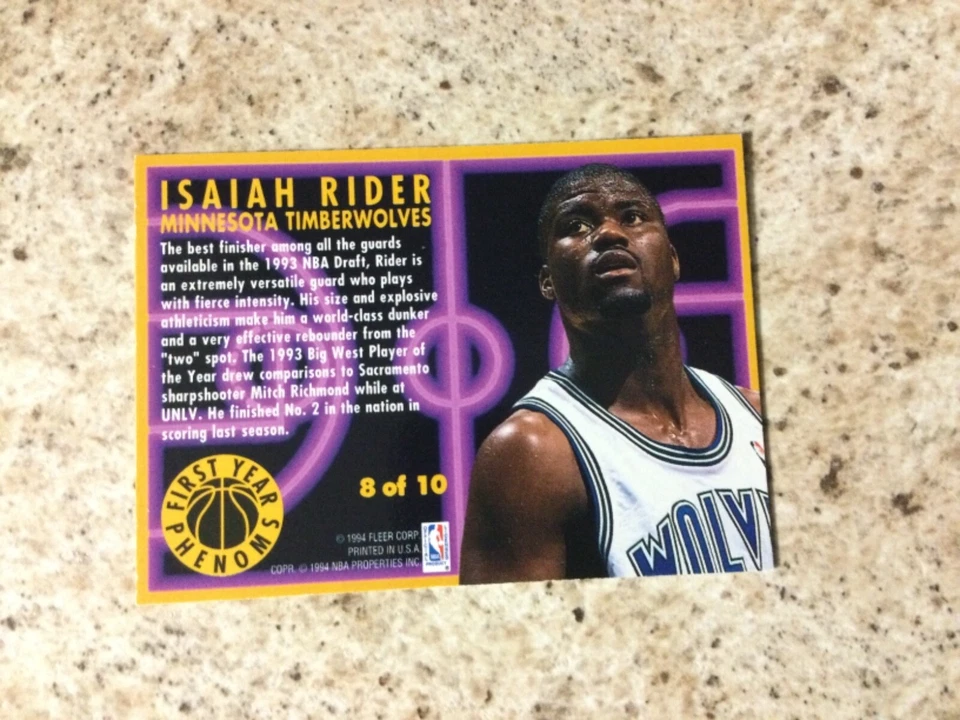 ISAIAH RIDER
MINNESOTA TIMBERWOLVES
The best finisher among all the guards
available in the 1993 NBA Draft, Rider is
an extremely versatile guard who plays
with fierce intensity. His size and explosive
athleticism make him a world-class dunker
and a very effective rebounder from the
"two" spot. The 1993 Big West Player of
the Year drew comparisons to Sacramento
sharpshooter Mitch Richmond while at
UNLV. He finished No. 2 in the nation in
scoring last season.
FIRST YEAR
PHENOMS
8 of 10
© 1994 FLEER CORP.
PRINTED IN U.S.A.
COPR. © 1994 NBA PROPERTIES INC.
WOLV